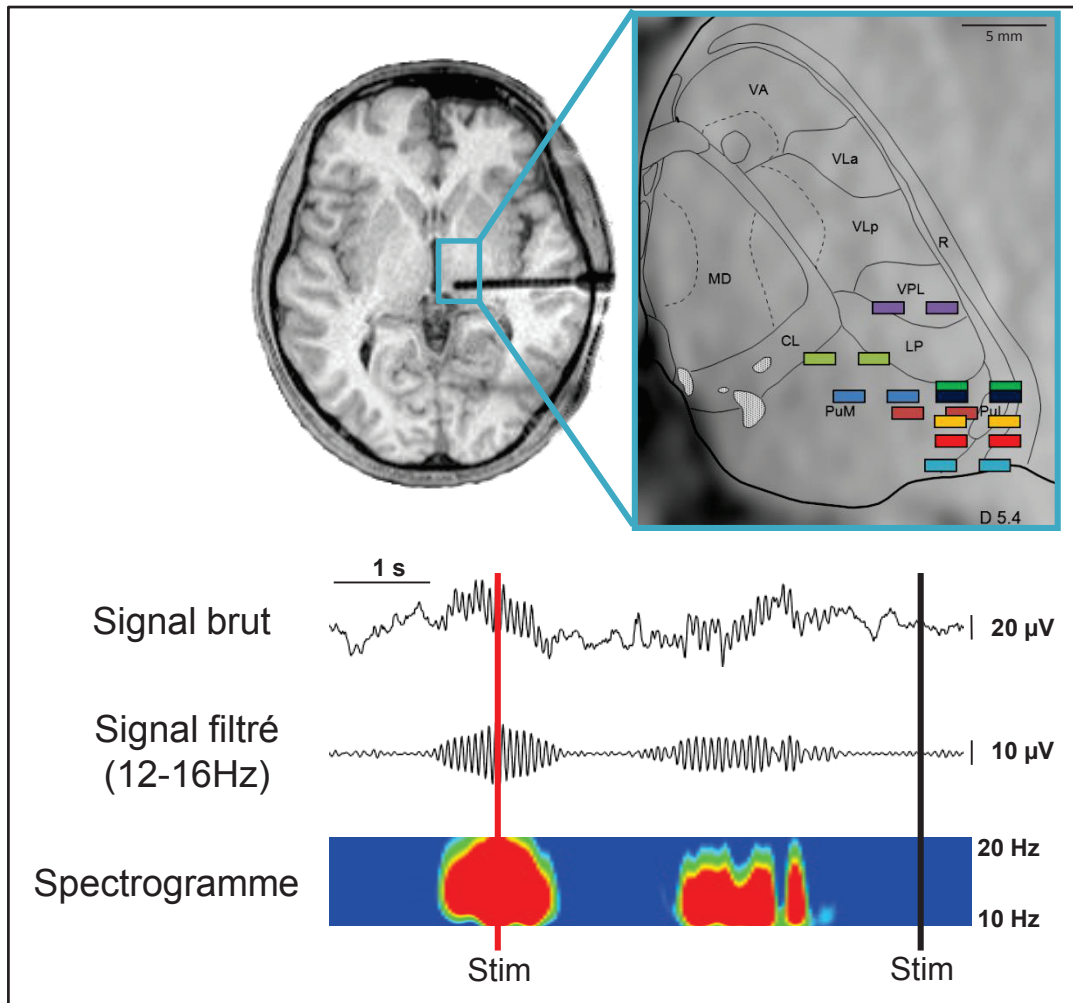 5 mm
VA
VLa
VLp
R
MD
VPL
CL
LP
PuM
PuI
D 5.4
1 s
Signal brut
20 µV
Signal filtré
(12-16Hz)
10 µV
20 Hz
Spectrogramme
10 Hz
Stim
Stim